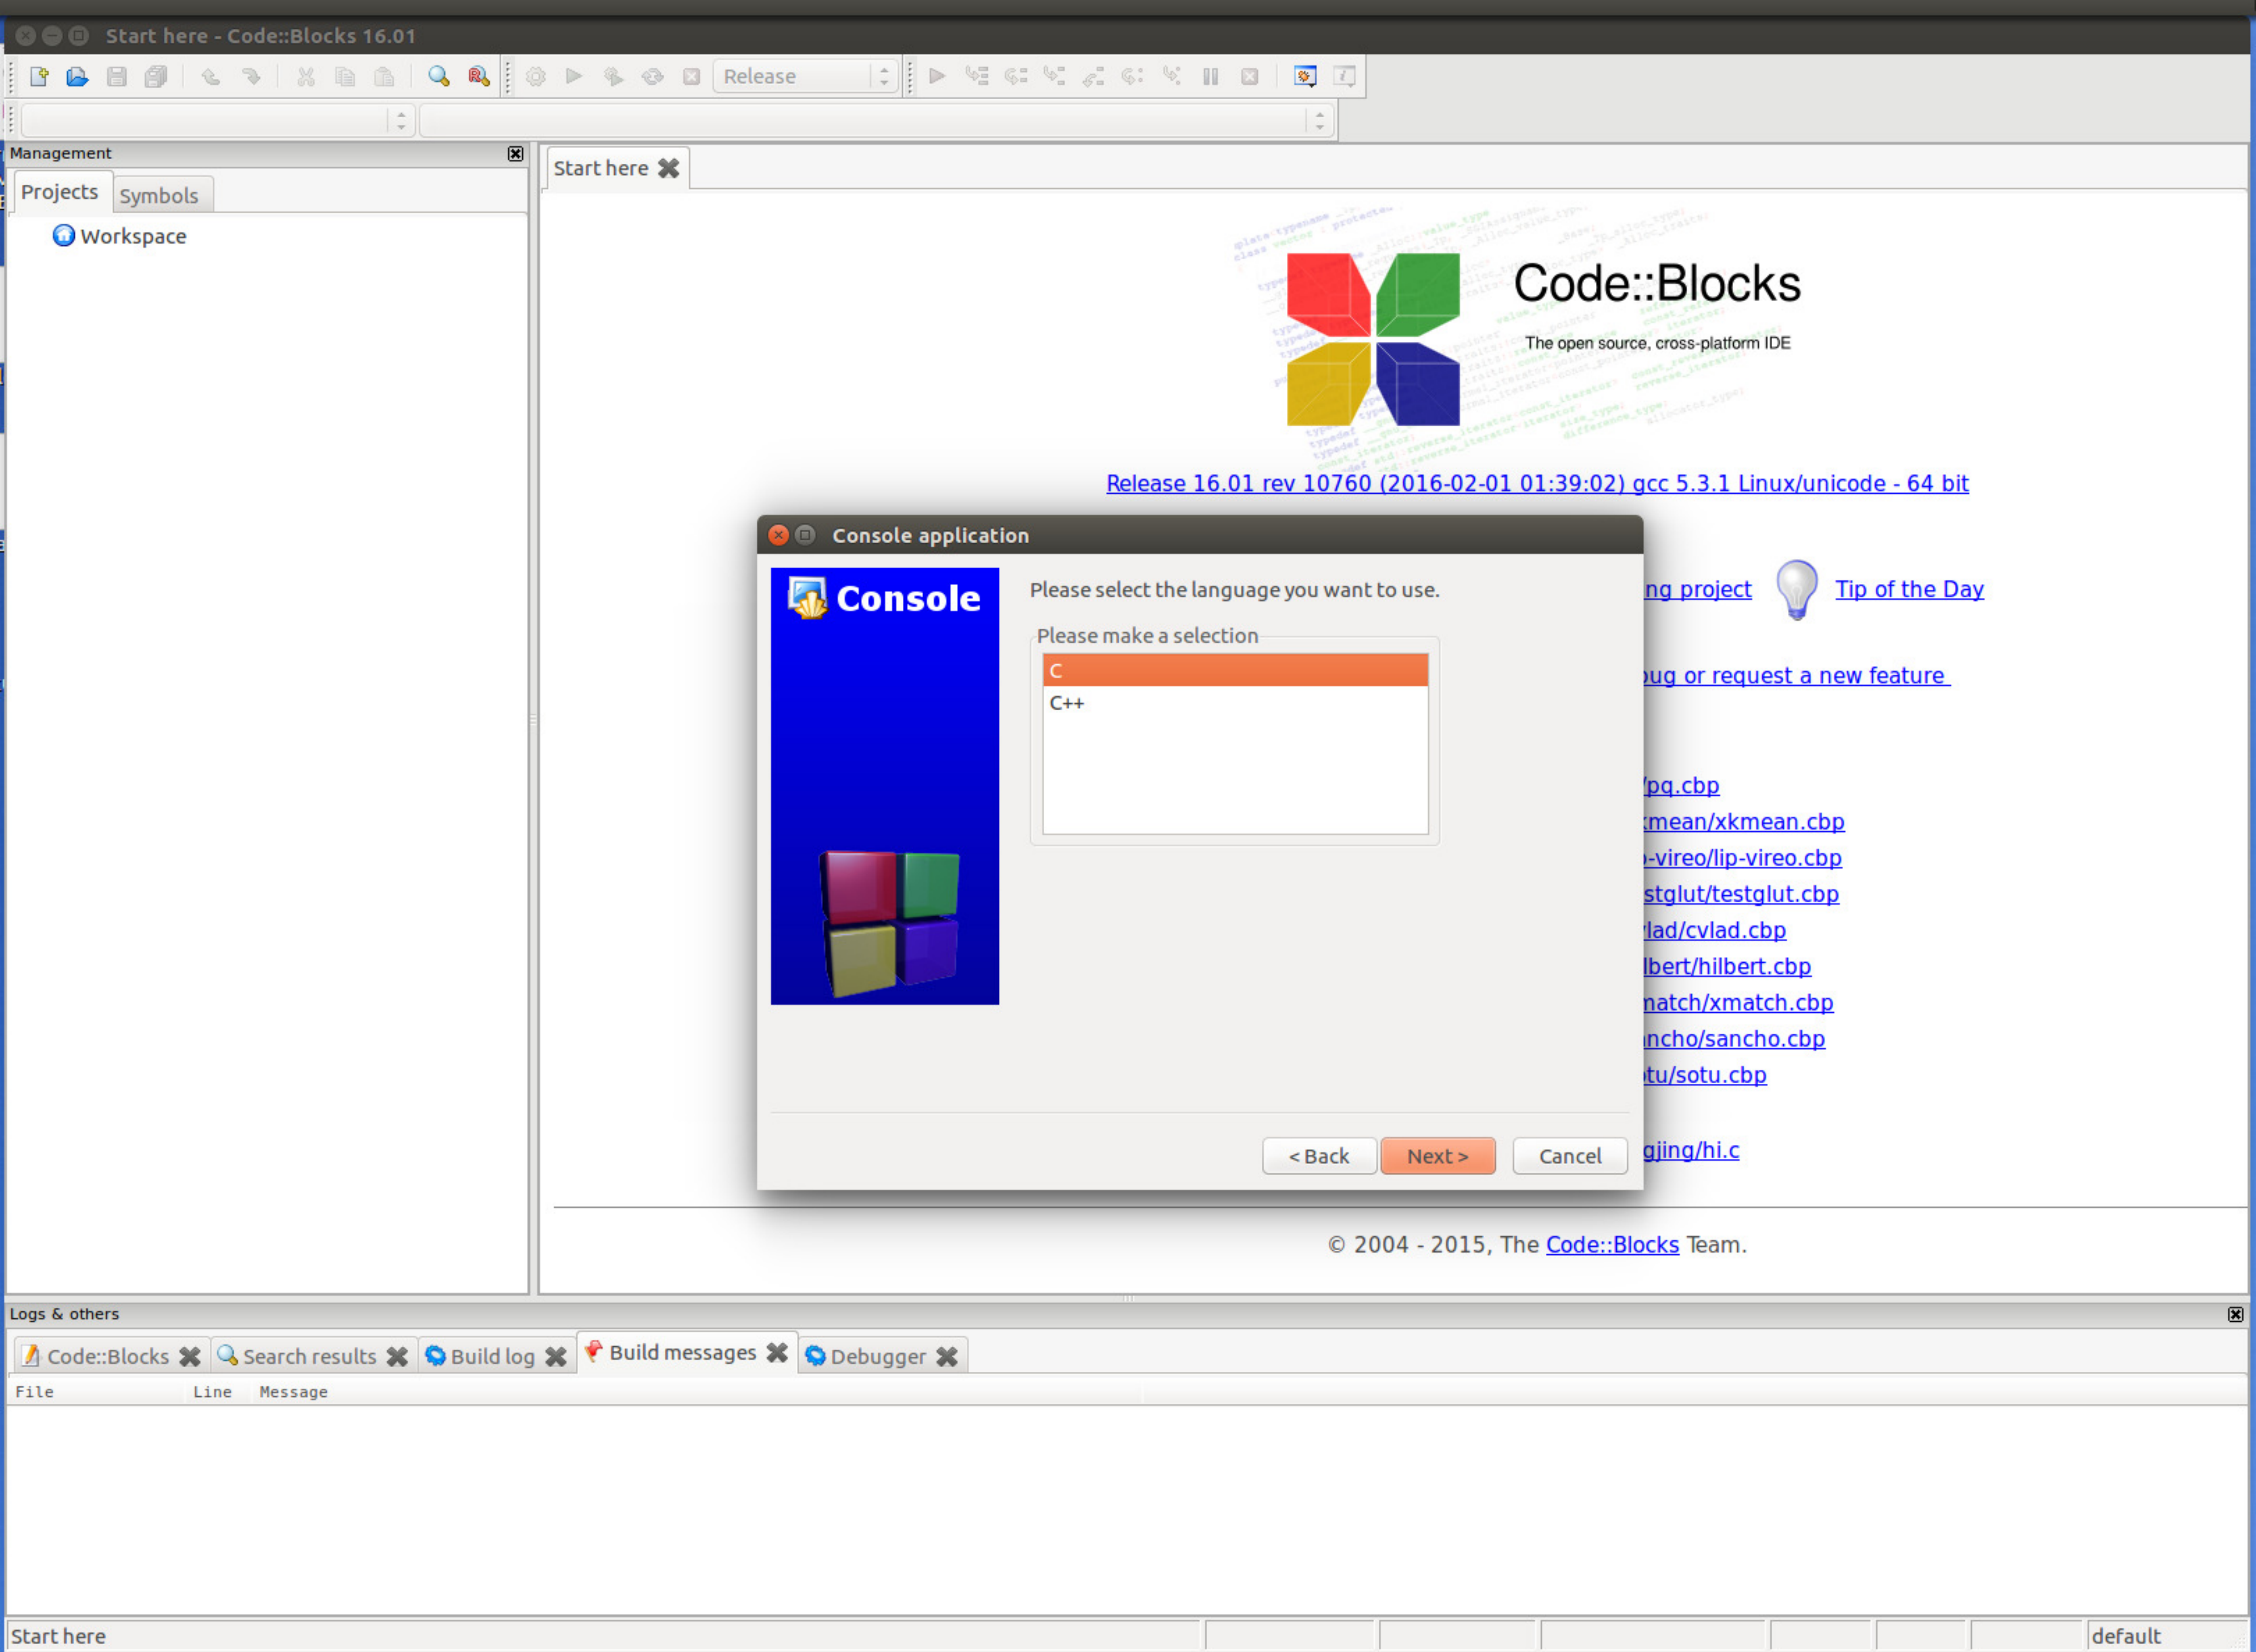 Start here - Code::Blocks 16.01
Release
Management
Projects
Symbols
Workspace
Start here
Code::Blocks
The open source, cross-platform IDE
Release 16.01 rev 10760 (2016-02-01 01:39:02) gcc 5.3.1 Linux/unicode - 64 bit
ng project
Tip of the Day
bug or request a new feature
Console application
Console
Please select the language you want to use.
Please make a selection
C
C++
/pq.cbp
kmean/xkmean.cbp
-vireo/lip-vireo.cbp
stglut/testglut.cbp
lad/cvlad.cbp
lbert/hilbert.cbp
match/xmatch.cbp
ncho/sancho.cbp
tu/sotu.cbp
gjing/hi.c
< Back
Next >
Cancel
© 2004 - 2015, The Code::Blocks Team.
Logs & others
Code::Blocks
Search results
Build log
Build messages
Debugger
File Line Message
Start here
default